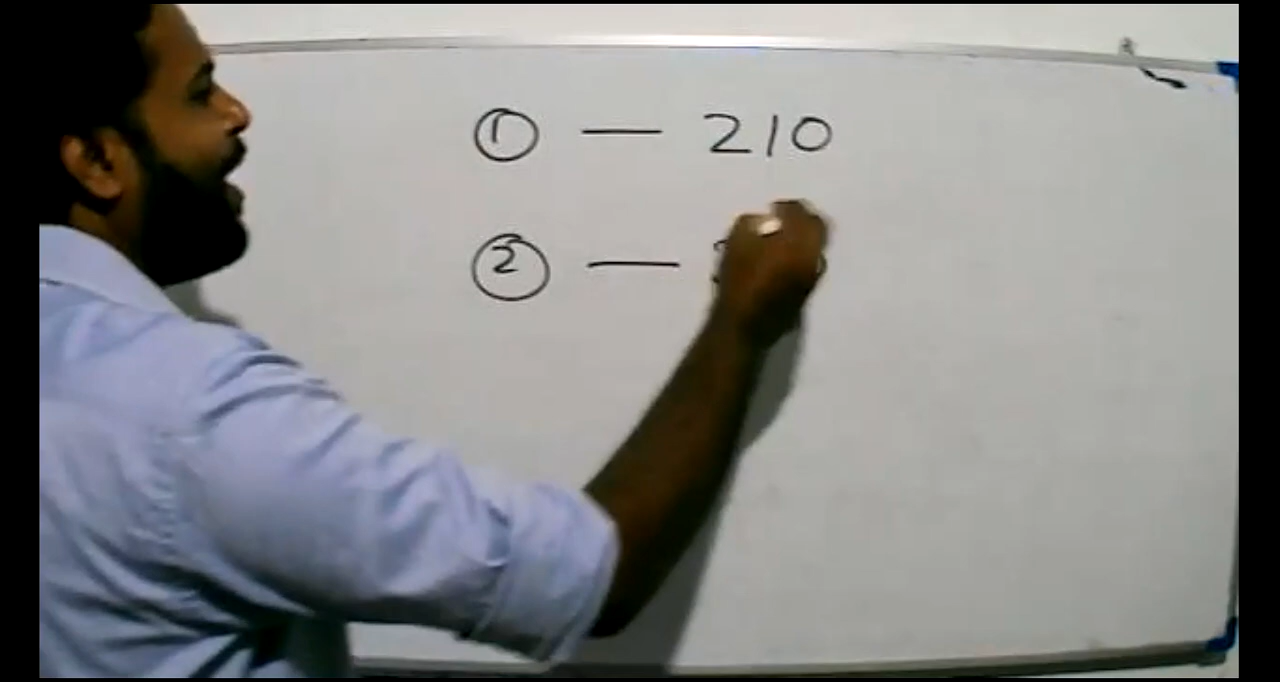 ① — 210
② —